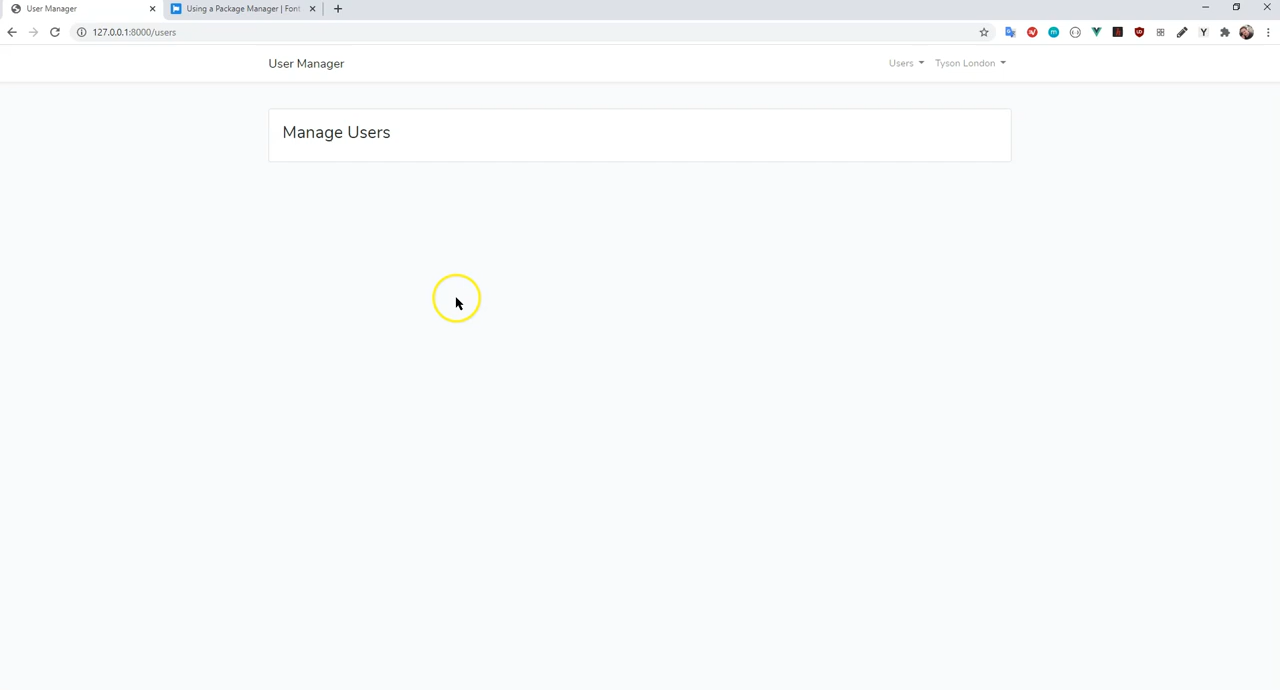 User Manager
Using a Package Manager | Font
127.0.0.1:8000/users
User Manager
Users
Tyson London
Manage Users